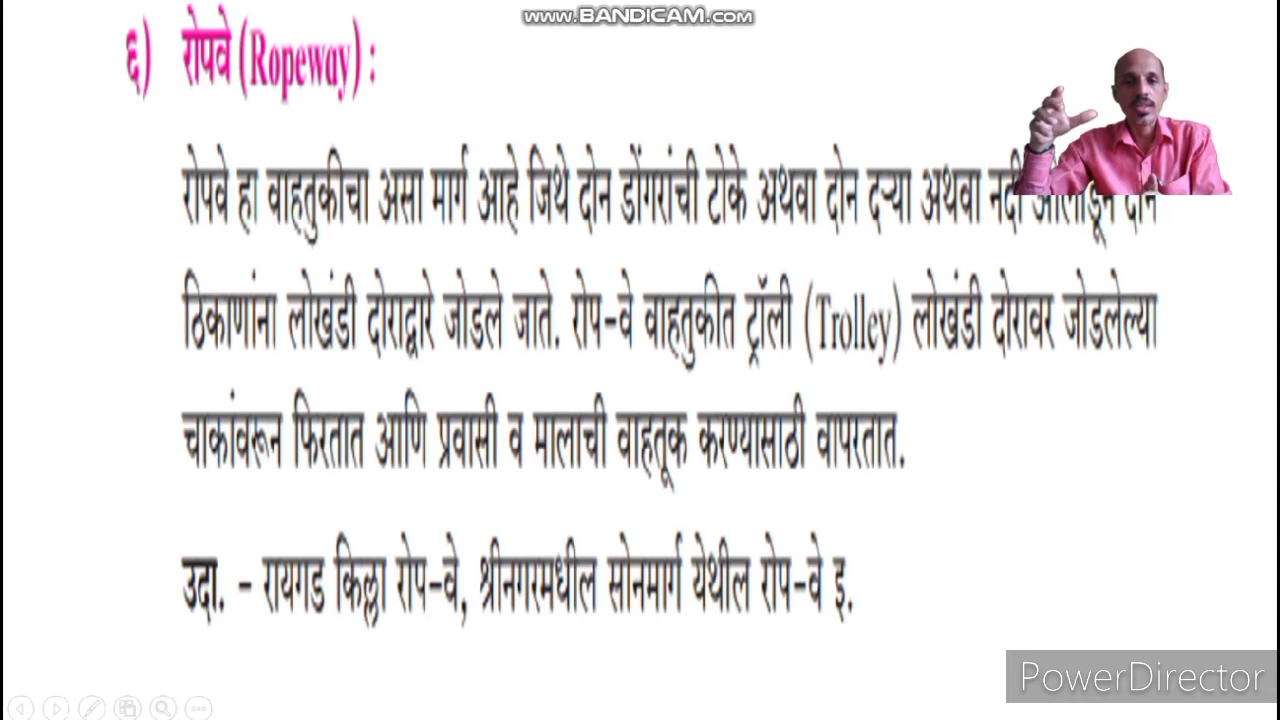 www.BANDICAM.com
६) रोपवे (Ropeway) :
रोपवे हा वाहतुकीचा असा मार्ग आहे जिथे दोन डोंगरांची टोके अथवा दोन दऱ्या अथवा नदी
ठिकाणांना लोखंडी दोराद्वारे जोडले जाते. रोप-वे वाहतुकीत ट्रॉली (Trolley) लोखंडी दोरावर जोडलेल्या
चाकांवरून फिरतात आणि प्रवासी व मालाची वाहतूक करण्यासाठी वापरतात.
उदा. - रायगड किल्ला रोप-वे, श्रीनगरमधील सोनमार्ग येथील रोप-वे इ.
PowerDirector